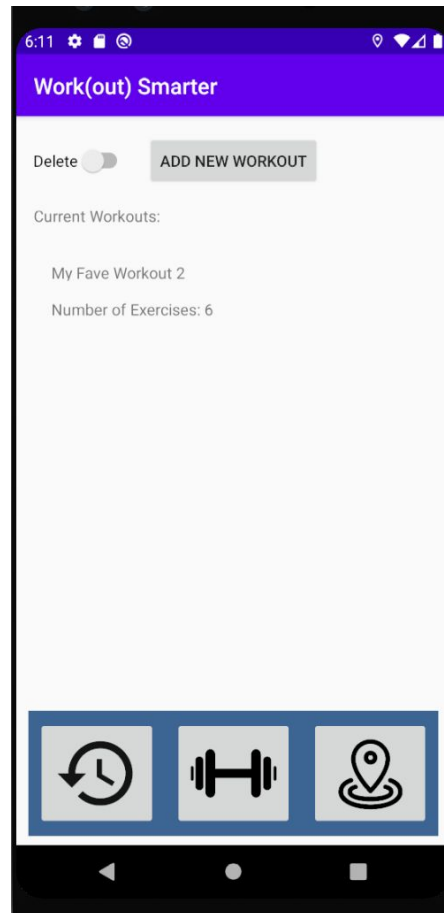 6:11
Work(out) Smarter
Delete ADD NEW WORKOUT
Current Workouts:
My Fave Workout 2
Number of Exercises: 6